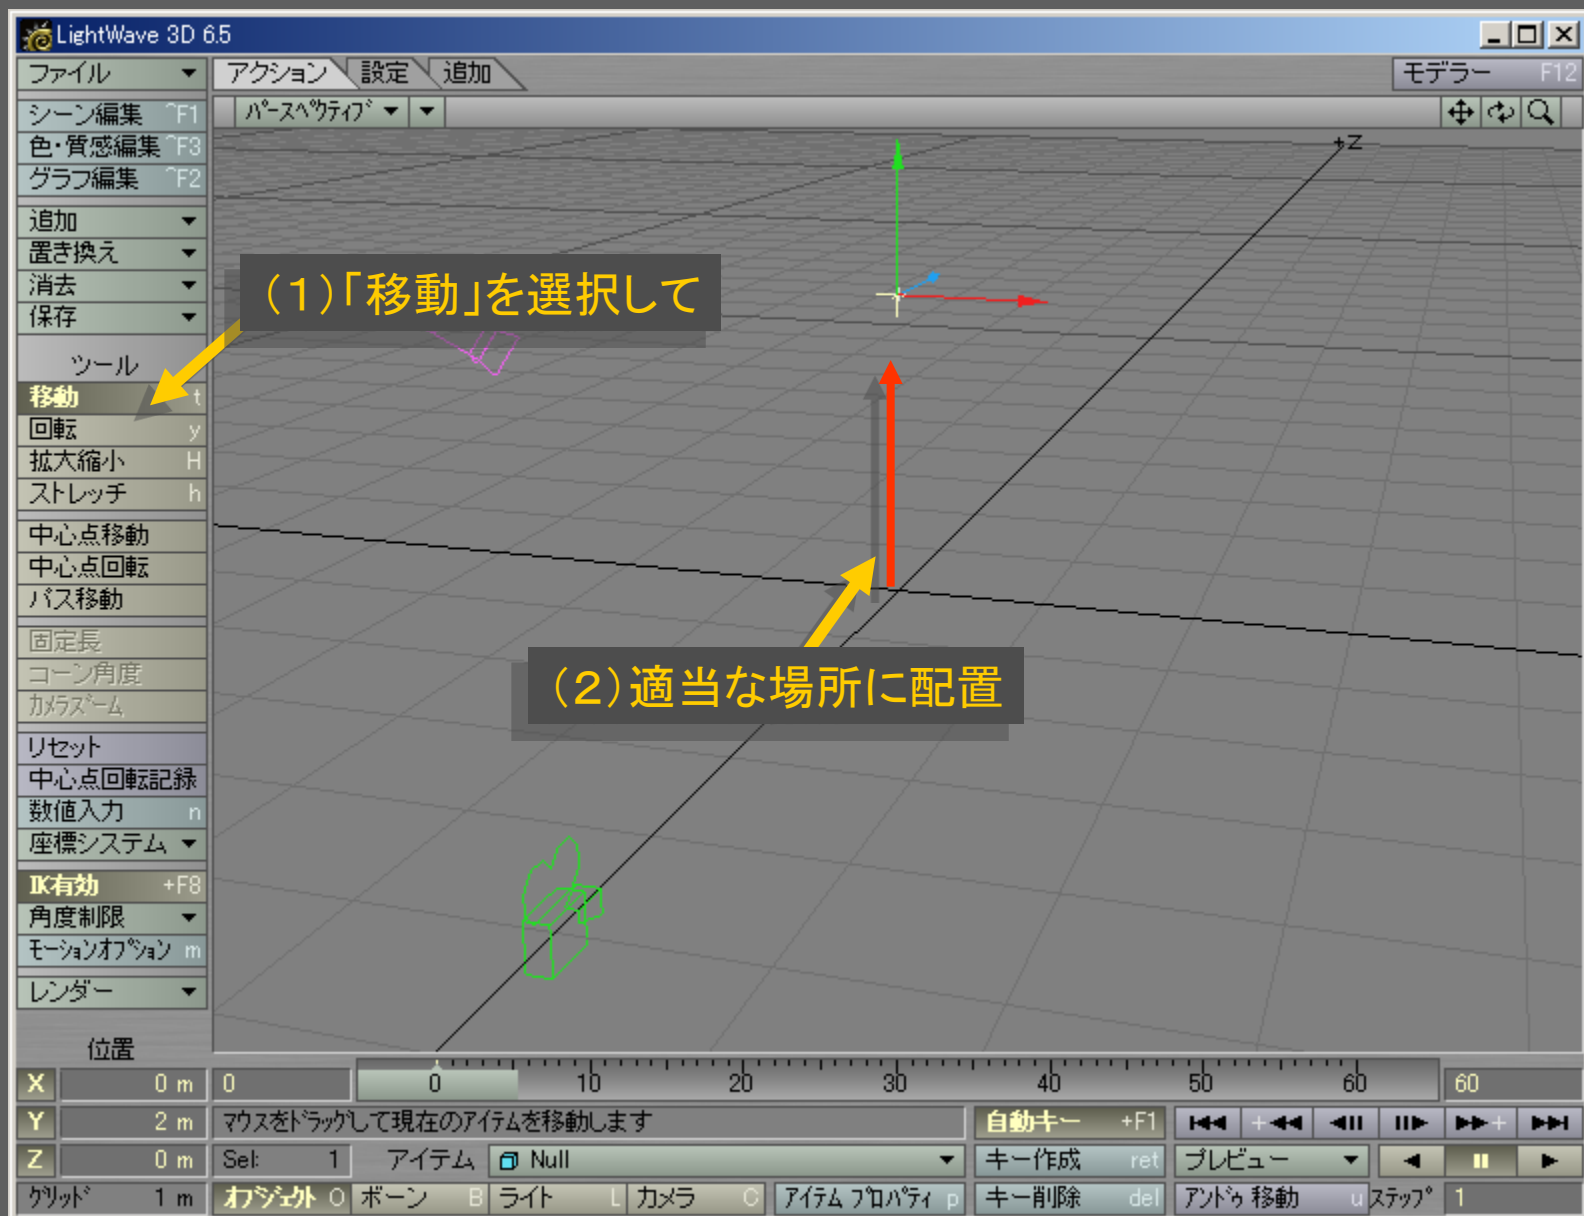 LightWave 3D 6.5
ファイル
アクション 設定 追加
モデラー F12
シーン編集 ^F1
パースペクティブ
色・質感編集 ^F3
グラフ編集 ^F2
+Z
追加
置き換え
消去
保存
(1)「移動」を選択して
ツール
移動 t
回転 y
拡大縮小 H
ストレッチ h
中心点移動
中心点回転
パス移動
固定長
コーン角度
カメラズーム
(2)適当な場所に配置
リセット
中心点回転記録
数値入力 n
座標システム
IK有効 +F8
角度制限
モーションオプション m
レンダー
位置
X 0 m 0 0 10 20 30 40 50 60 60
Y 2 m マウスをドラッグして現在のアイテムを移動します 自動キー +F1
Z 0 m Sel: 1 アイテム Null キー作成 ret プレビュー
グリッド 1 m オブジェクト O ボーン B ライト L カメラ C アイテム プロパティ p キー削除 del アンドゥ 移動 u ステップ 1